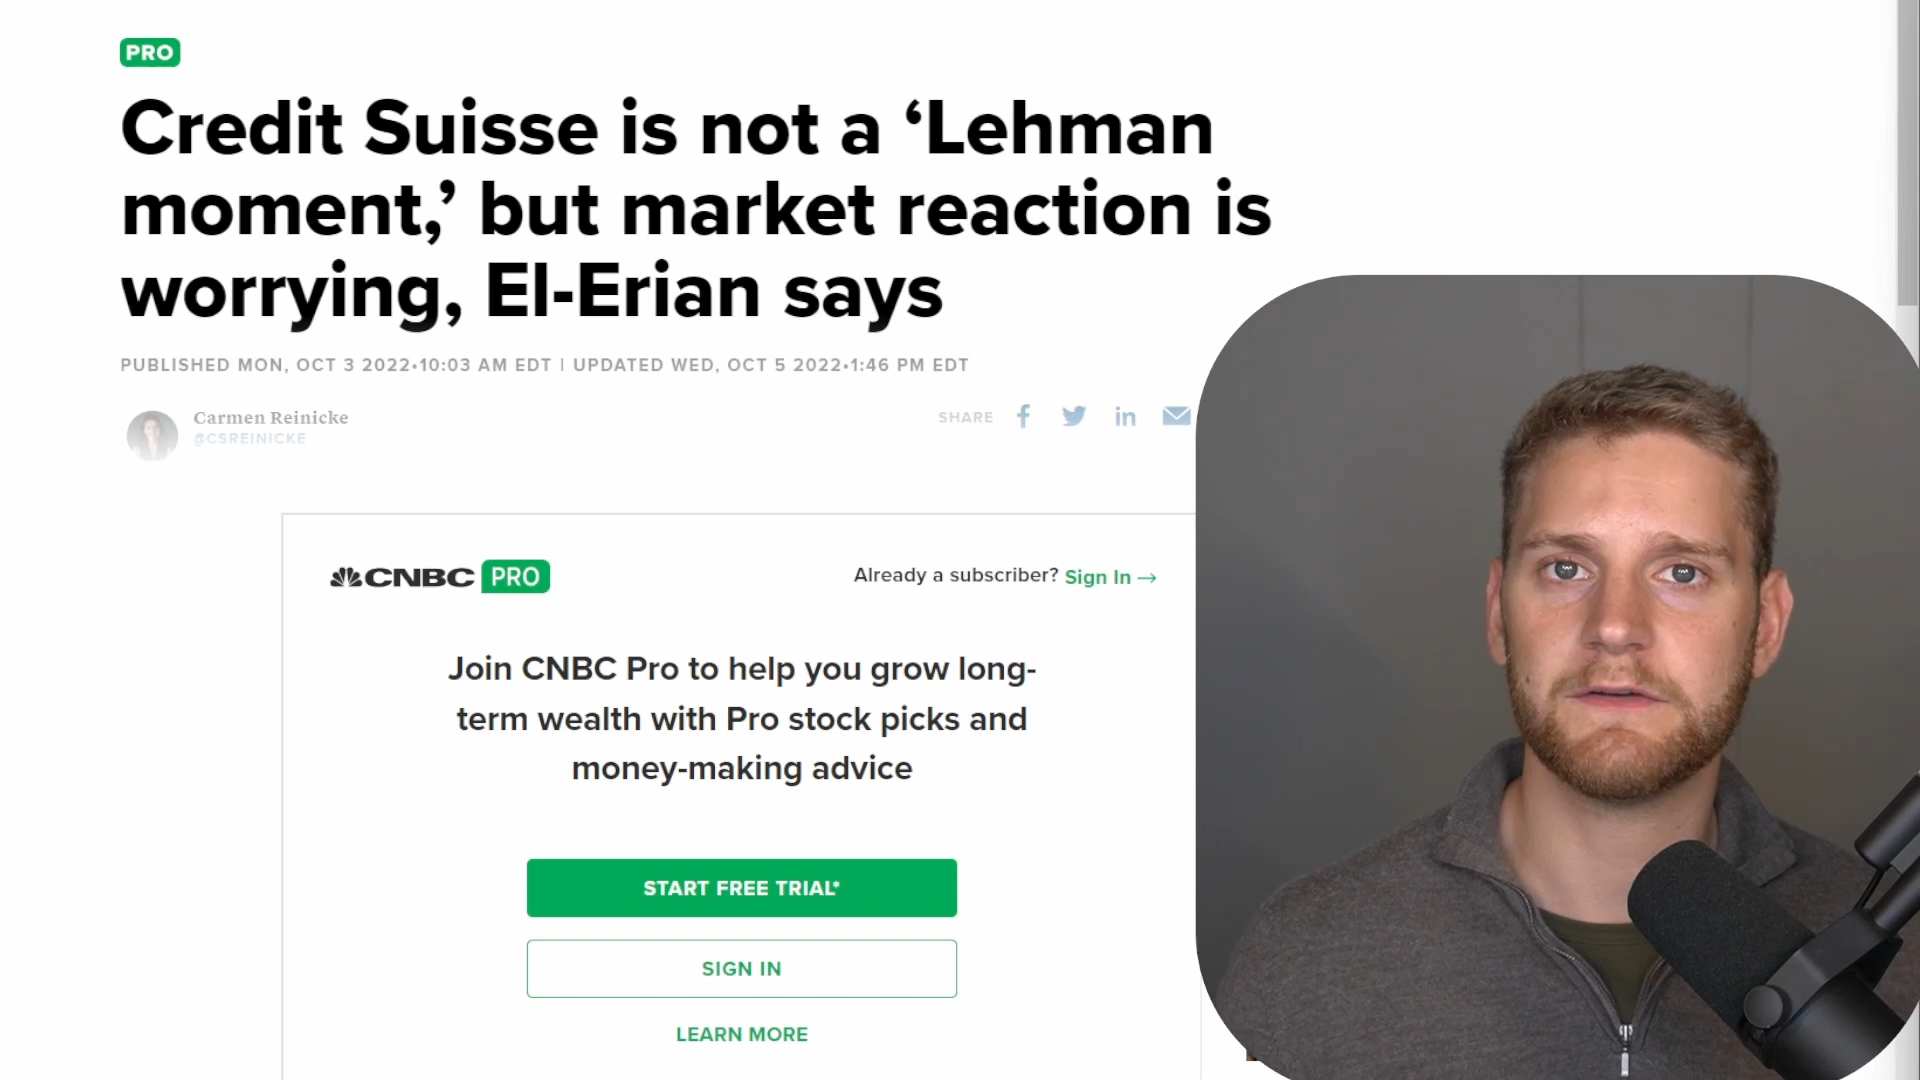 PRO
Credit Suisse is not a ‘Lehman
moment,’ but market reaction is
worrying, El-Erian says
PUBLISHED MON, OCT 3 2022•10:03 AM EDT | UPDATED WED, OCT 5 2022•1:46 PM EDT
Carmen Reinicke
@CSREINICKE
SHARE
CNBC PRO
Already a subscriber? Sign In →
Join CNBC Pro to help you grow long-
term wealth with Pro stock picks and
money-making advice
START FREE TRIAL*
SIGN IN
LEARN MORE